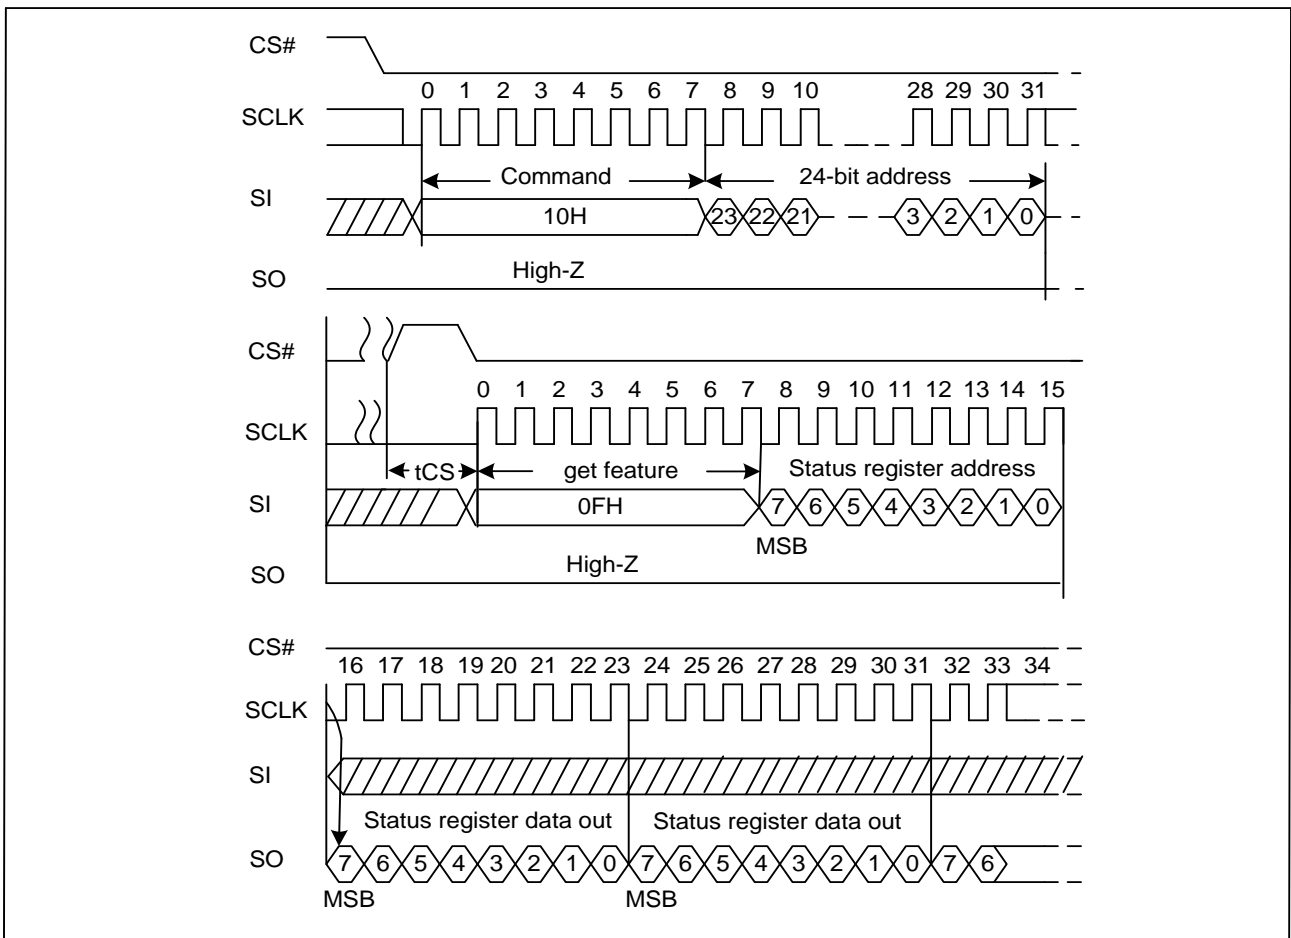 CS#
0 1 2 3 4 5 6 7 8 9 10 28 29 30 31
SCLK
Command 24-bit address
SI
10H 23 22 21 3 2 1 0
High-Z
SO
CS#
0 1 2 3 4 5 6 7 8 9 10 11 12 13 14 15
SCLK
tCS get feature Status register address
SI
0FH 7 6 5 4 3 2 1 0
MSB
High-Z
SO
CS#
16 17 18 19 20 21 22 23 24 25 26 27 28 29 30 31 32 33 34
SCLK
SI
Status register data out Status register data out
SO 7 6 5 4 3 2 1 0 7 6 5 4 3 2 1 0 7 6
MSB MSB